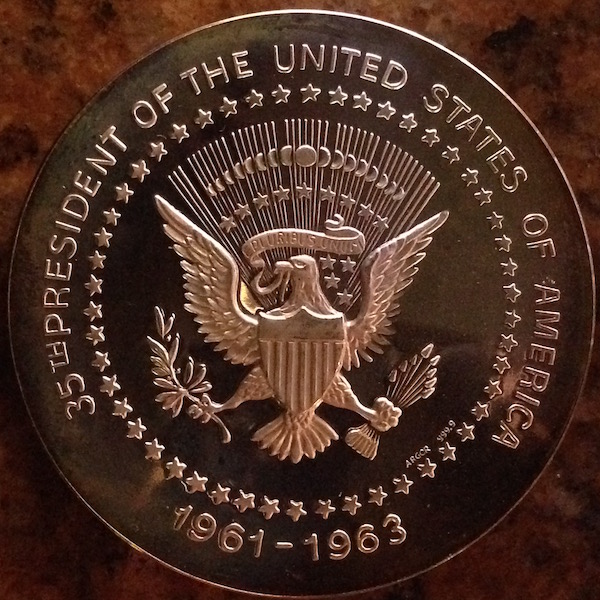 35TH PRESIDENT OF THE UNITED STATES OF AMERICA
PLURIBUS UNUM
ARGOR 999.9
1961-1963